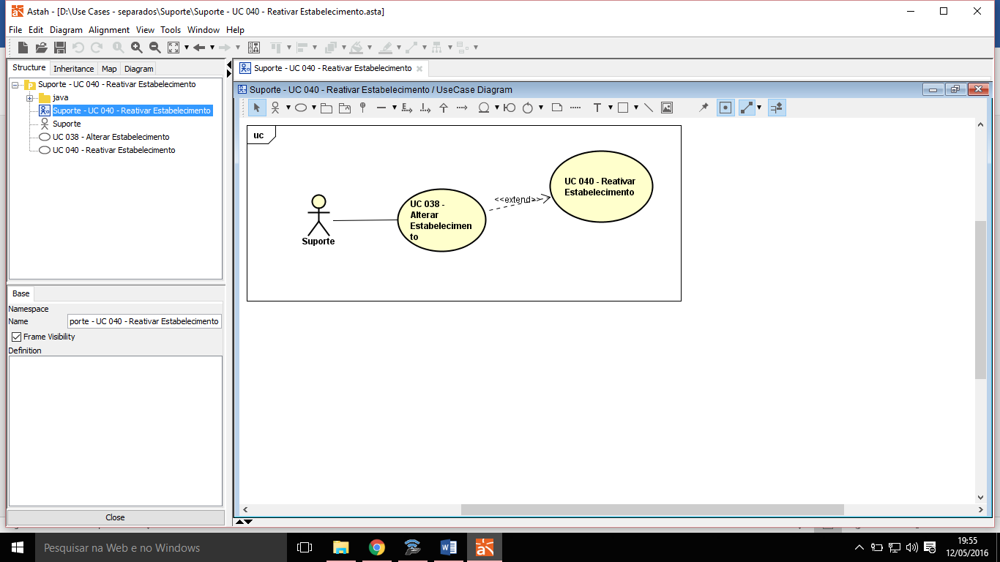 Astah - [D:\Use Cases - separados\Suporte\Suporte - UC 040 - Reativar Estabelecimento.asta]
File Edit Diagram Alignment View Tools Window Help
Structure Inheritance Map Diagram
Suporte - UC 040 - Reativar Estabelecimento
java
Suporte - UC 040 - Reativar Estabelecimento
Suporte
UC 038 - Alterar Estabelecimento
UC 040 - Reativar Estabelecimento
Base
Namespace
Name porte - UC 040 - Reativar Estabelecimento
Frame Visibility
Definition
Close
Suporte - UC 040 - Reativar Estabelecimento
Suporte - UC 040 - Reativar Estabelecimento / UseCase Diagram
uc
Suporte
UC 038 -
Alterar
Estabelecimen
to
<<extend>>
UC 040 - Reativar
Estabelecimento
Pesquisar na Web e no Windows
19:55
12/05/2016